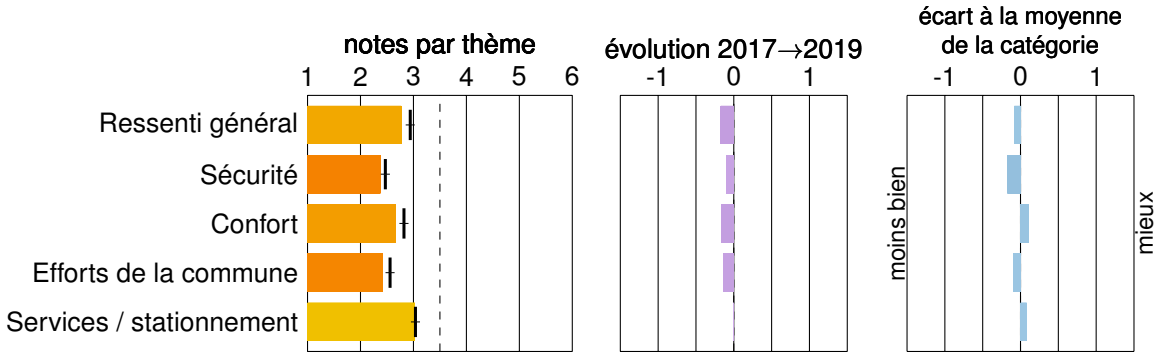 notes par thème
1 2 3 4 5 6
évolution 2017→2019
-1 0 1
écart à la moyenne
de la catégorie
-1 0 1
Ressenti général
Sécurité
Confort
Efforts de la commune
Services / stationnement
moins bien
mieux